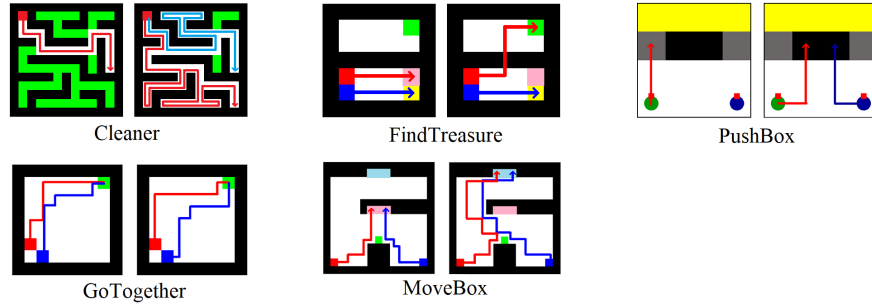 Cleaner
FindTreasure
PushBox
GoTogether
MoveBox